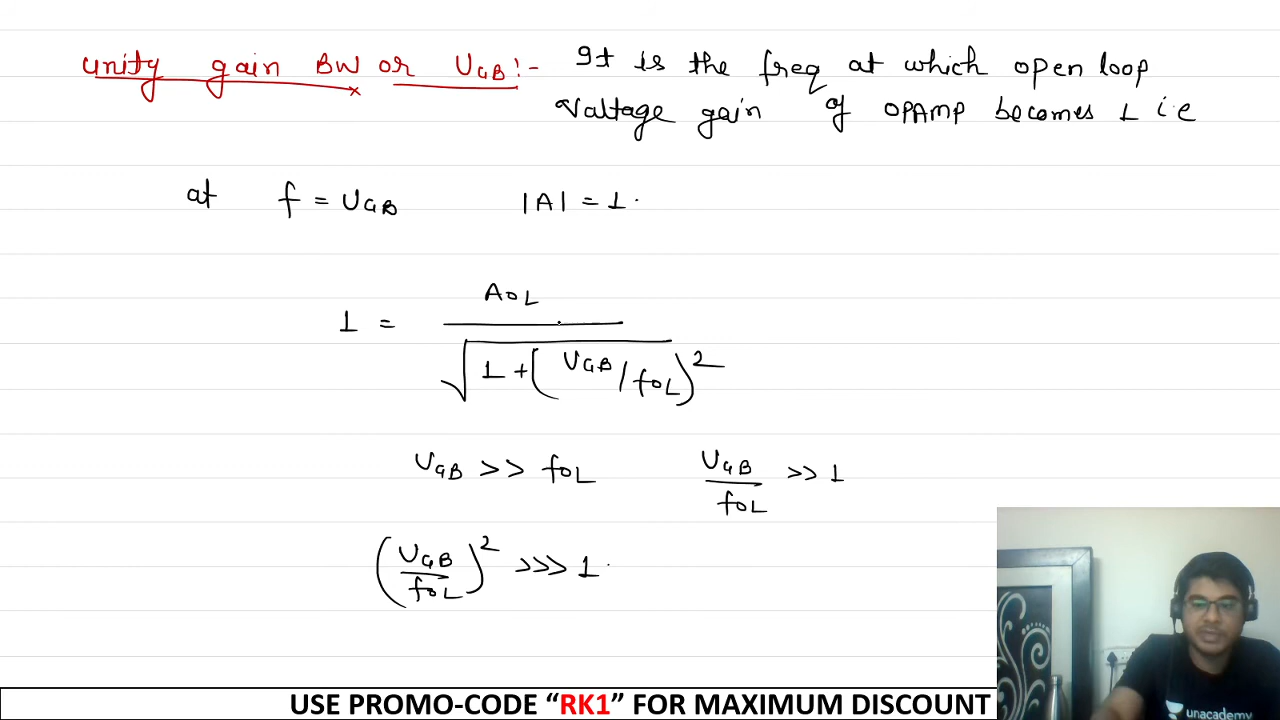 unity gain BW or UGB:- It is the freq at which open loop
voltage gain of OPAMP becomes 1 i.e
at f = UGB |A| = 1.
1 = AOL / √1 + (UGB/fOL)²
UGB >> fOL UGB/fOL >> 1
(UGB/fOL)² >>> 1.
unacademy
USE PROMO-CODE “RK1” FOR MAXIMUM DISCOUNT